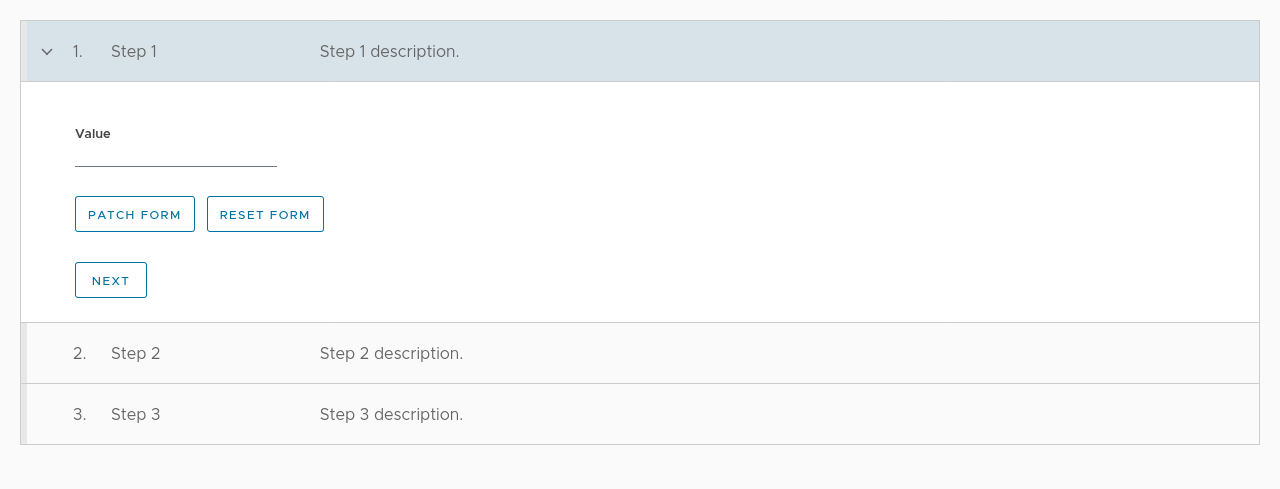 1. Step 1 Step 1 description.
Value
PATCH FORM RESET FORM
NEXT
2. Step 2 Step 2 description.
3. Step 3 Step 3 description.